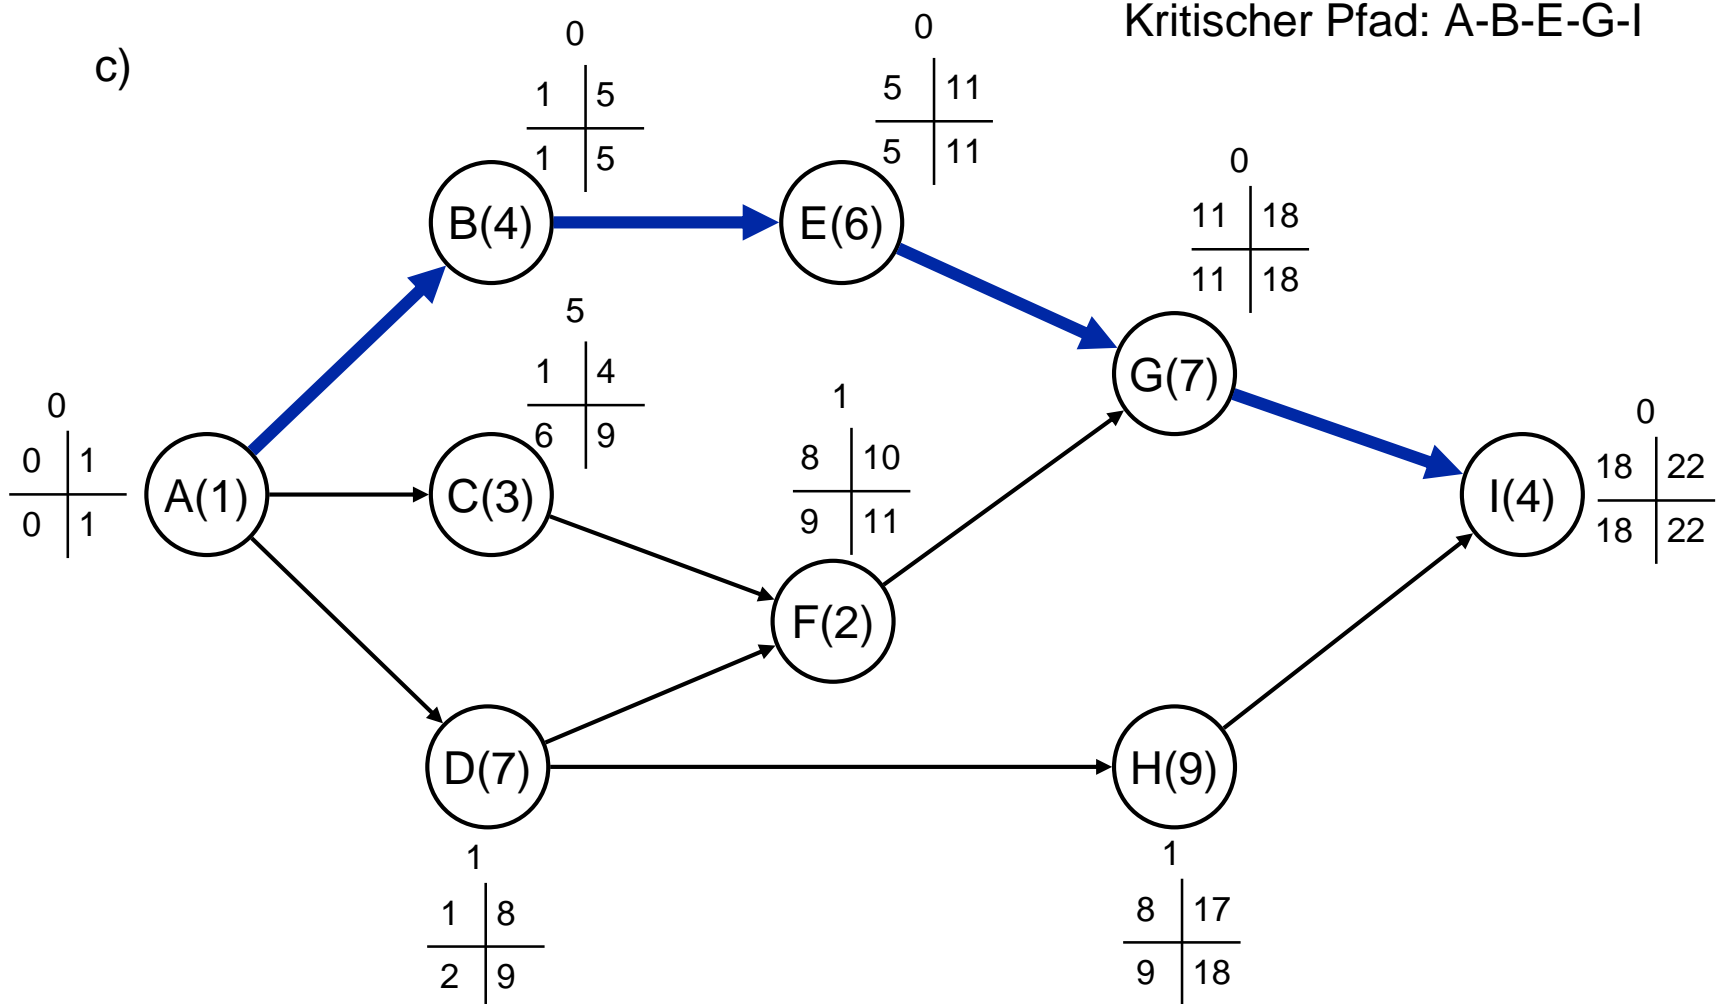 Kritischer Pfad: A-B-E-G-I
c)
0
1 5
1 5
0
5 11
5 11
0
11 18
11 18
B(4)
E(6)
5
1 4
6 9
G(7)
0
0 1
0 1
A(1)
C(3)
1
8 10
9 11
0
18 22
18 22
I(4)
F(2)
D(7)
H(9)
1
1 8
2 9
1
8 17
9 18